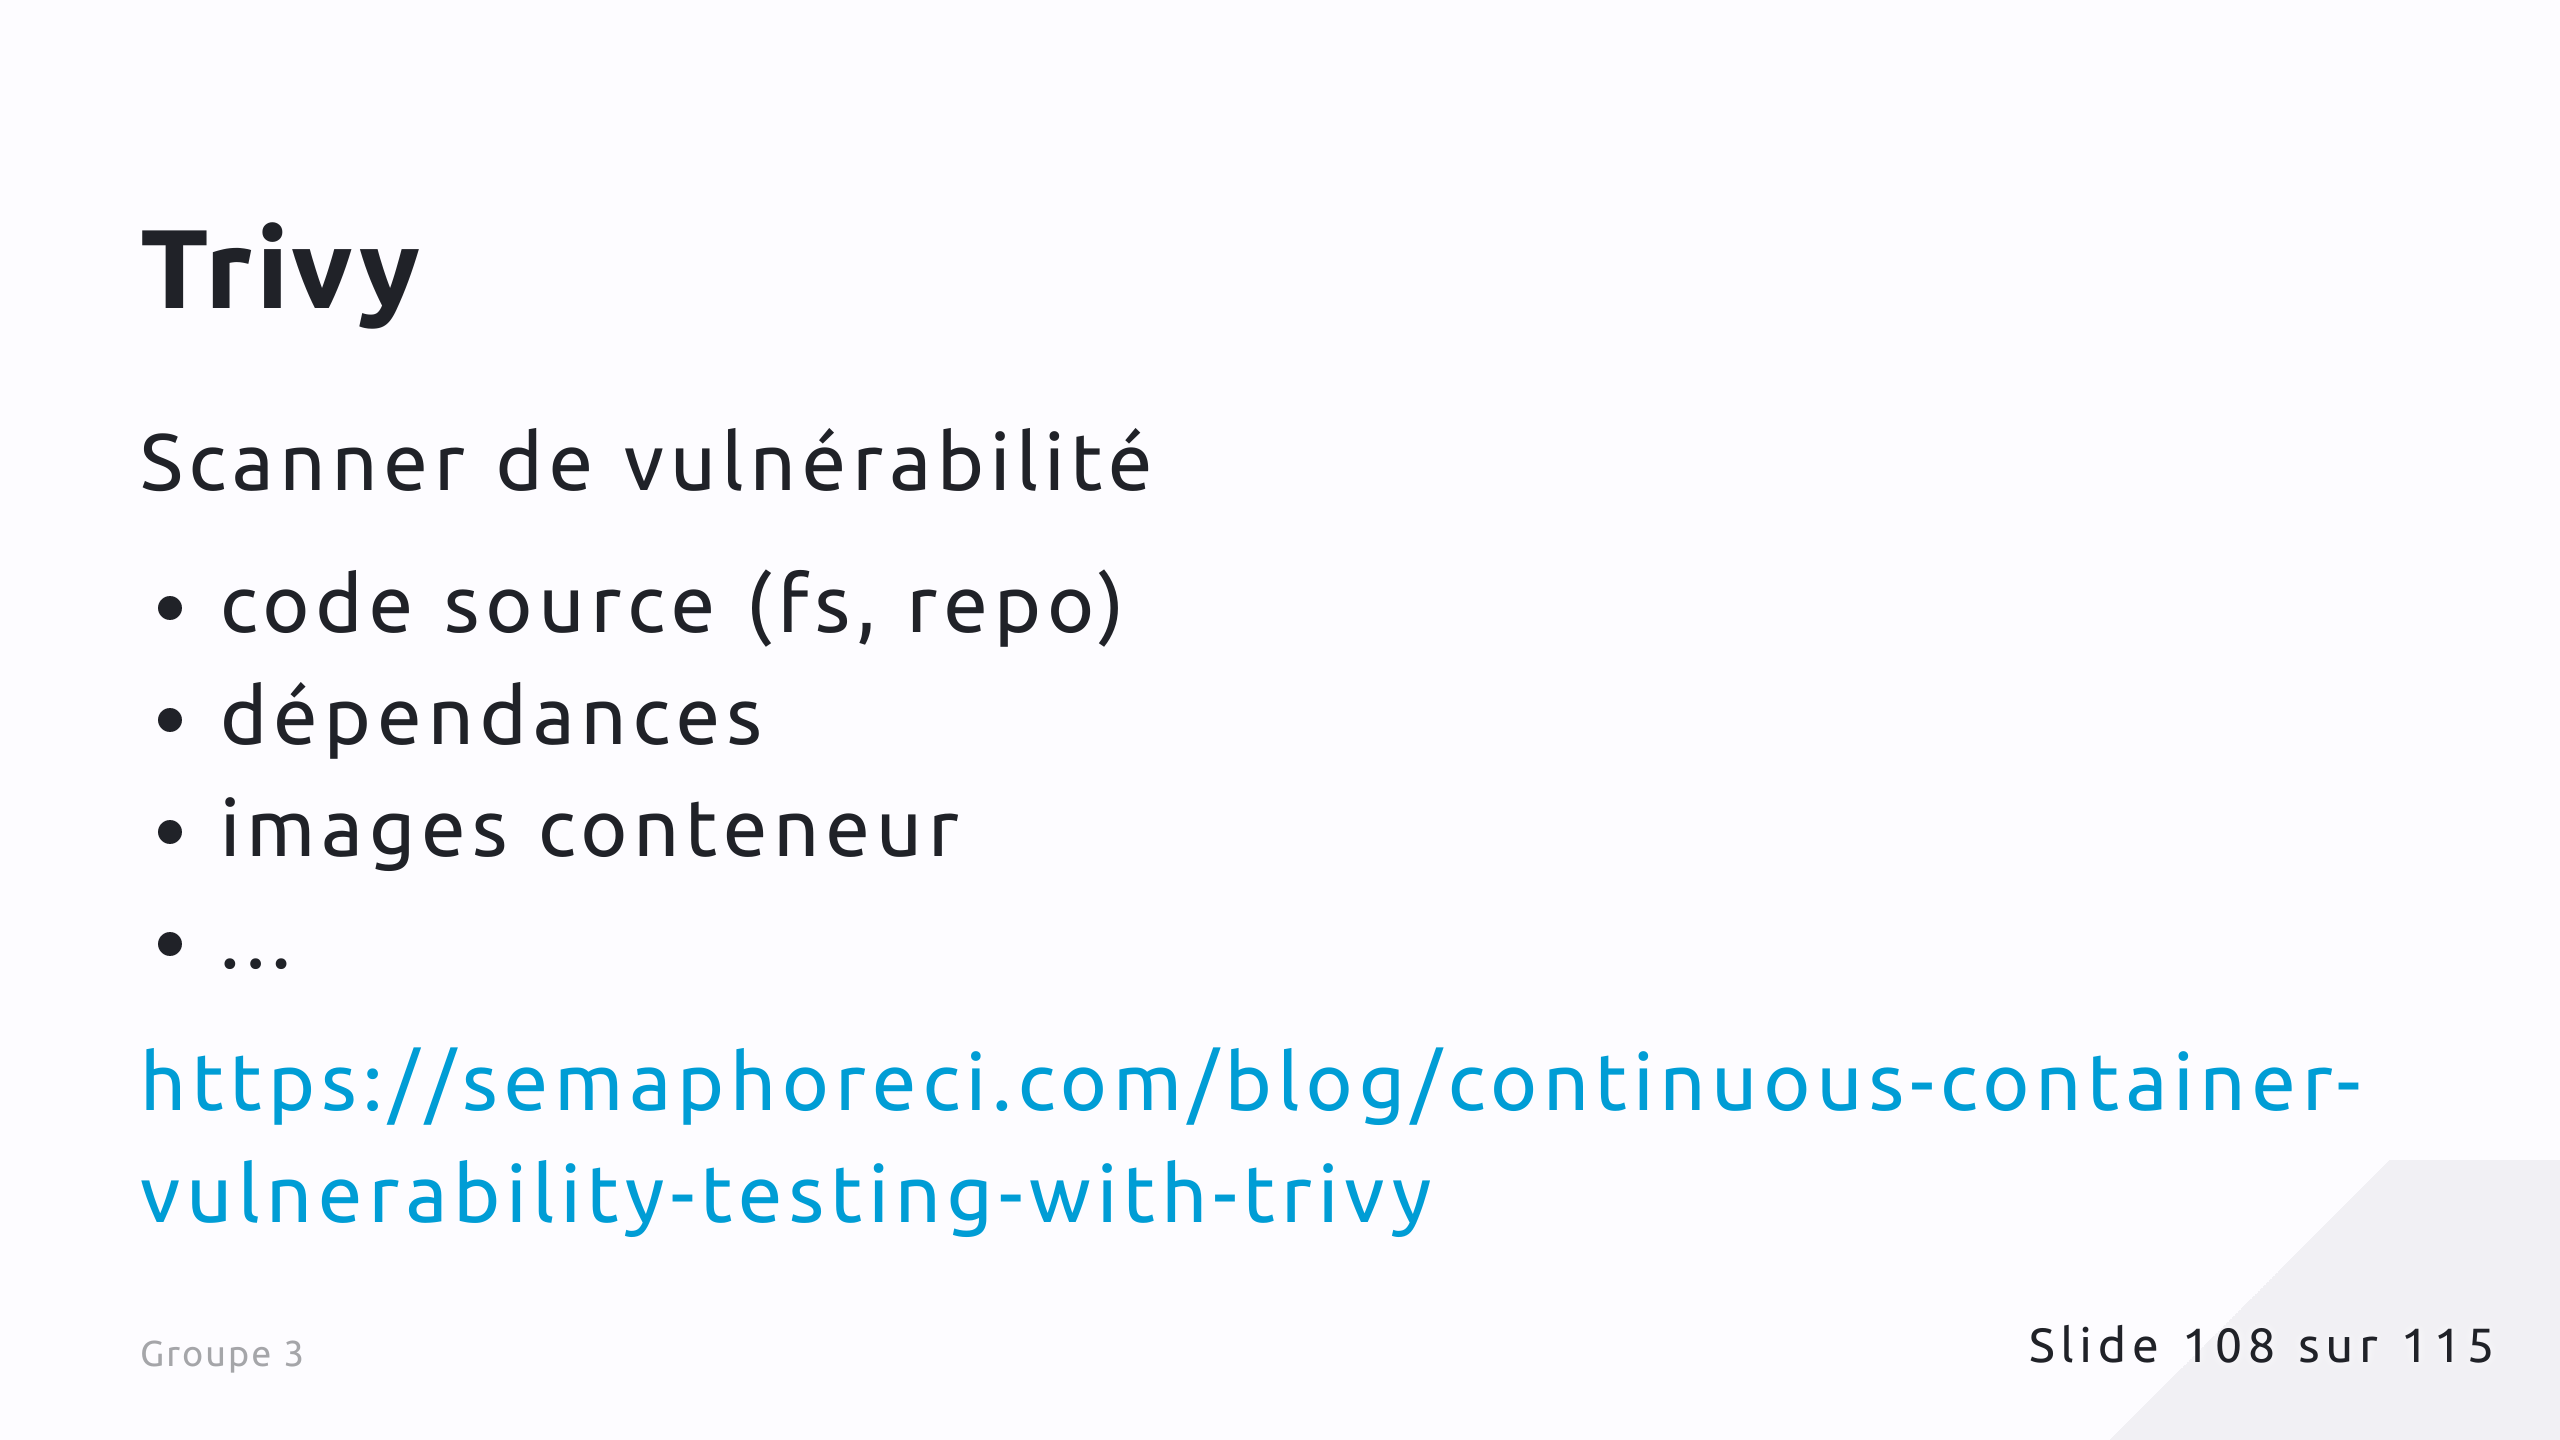 Trivy
Scanner de vulnérabilité
• code source (fs, repo)
• dépendances
• images conteneur
• ...
https://semaphoreci.com/blog/continuous-container-
vulnerability-testing-with-trivy
Groupe 3
Slide 108 sur 115